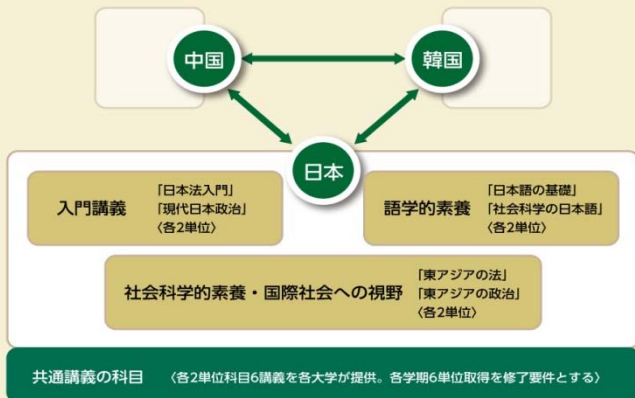 中国
韓国
日本
入門講義
「日本法入門」
「現代日本政治」
〈各2単位〉
語学的素養
「日本語の基礎」
「社会科学の日本語」
〈各2単位〉
社会科学的素養・国際社会への視野
「東アジアの法」
「東アジアの政治」
〈各2単位〉
共通講義の科目 〈各2単位科目6講義を各大学が提供。各学期6単位取得を修了要件とする〉